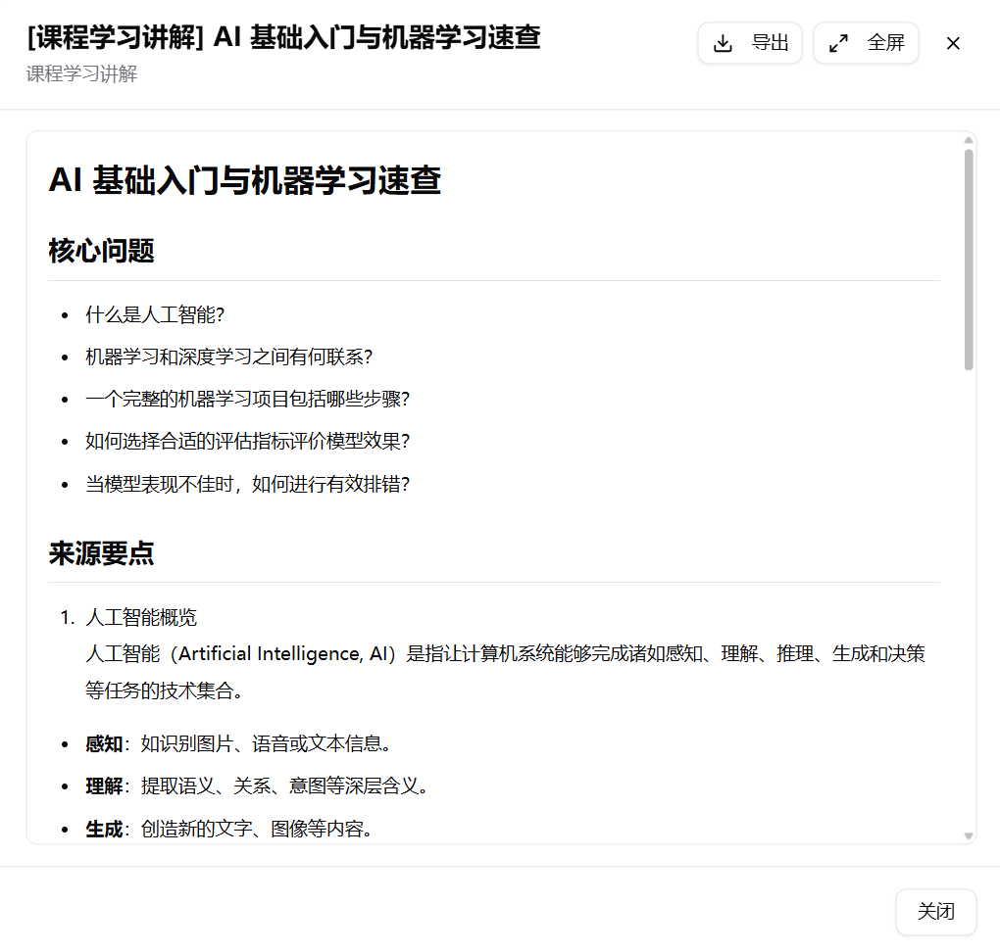 [课程学习讲解] AI 基础入门与机器学习速查
导出
全屏
课程学习讲解
AI 基础入门与机器学习速查
核心问题
• 什么是人工智能？
• 机器学习和深度学习之间有何联系？
• 一个完整的机器学习项目包括哪些步骤？
• 如何选择合适的评估指标评价模型效果？
• 当模型表现不佳时，如何进行有效排错？
来源要点
1. 人工智能概览
人工智能（Artificial Intelligence, AI）是指让计算机系统能够完成诸如感知、理解、推理、生成和决策
等任务的技术集合。
• 感知：如识别图片、语音或文本信息。
• 理解：提取语义、关系、意图等深层含义。
• 生成：创造新的文字、图像等内容。
关闭